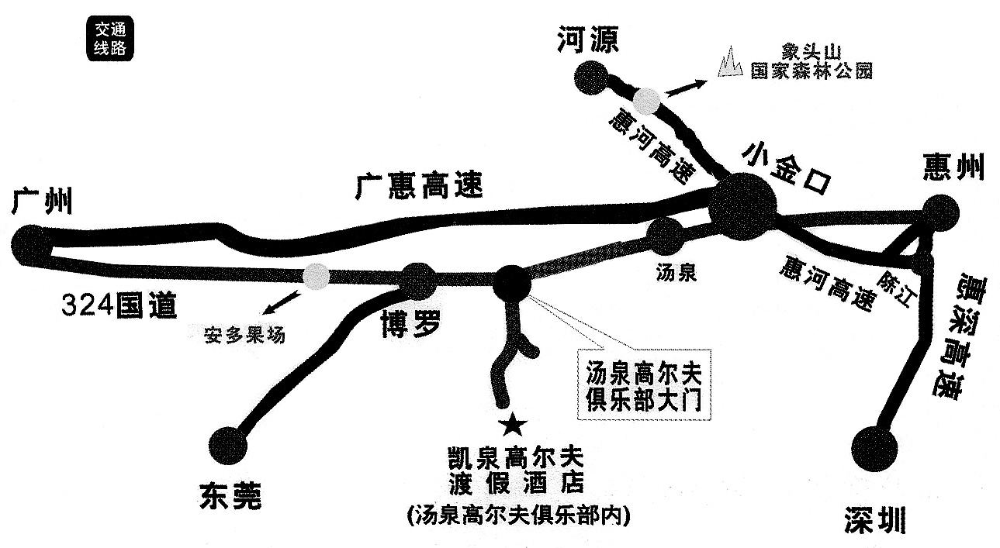 交通
线路
河源
象头山
国家森林公园
惠河高速
小金口
惠州
广州
广惠高速
汤泉
惠河高速
陈江
惠深高速
324国道
安多果场
博罗
汤泉高尔夫
俱乐部大门
凯泉高尔夫
渡假酒店
(汤泉高尔夫俱乐部内)
东莞
深圳